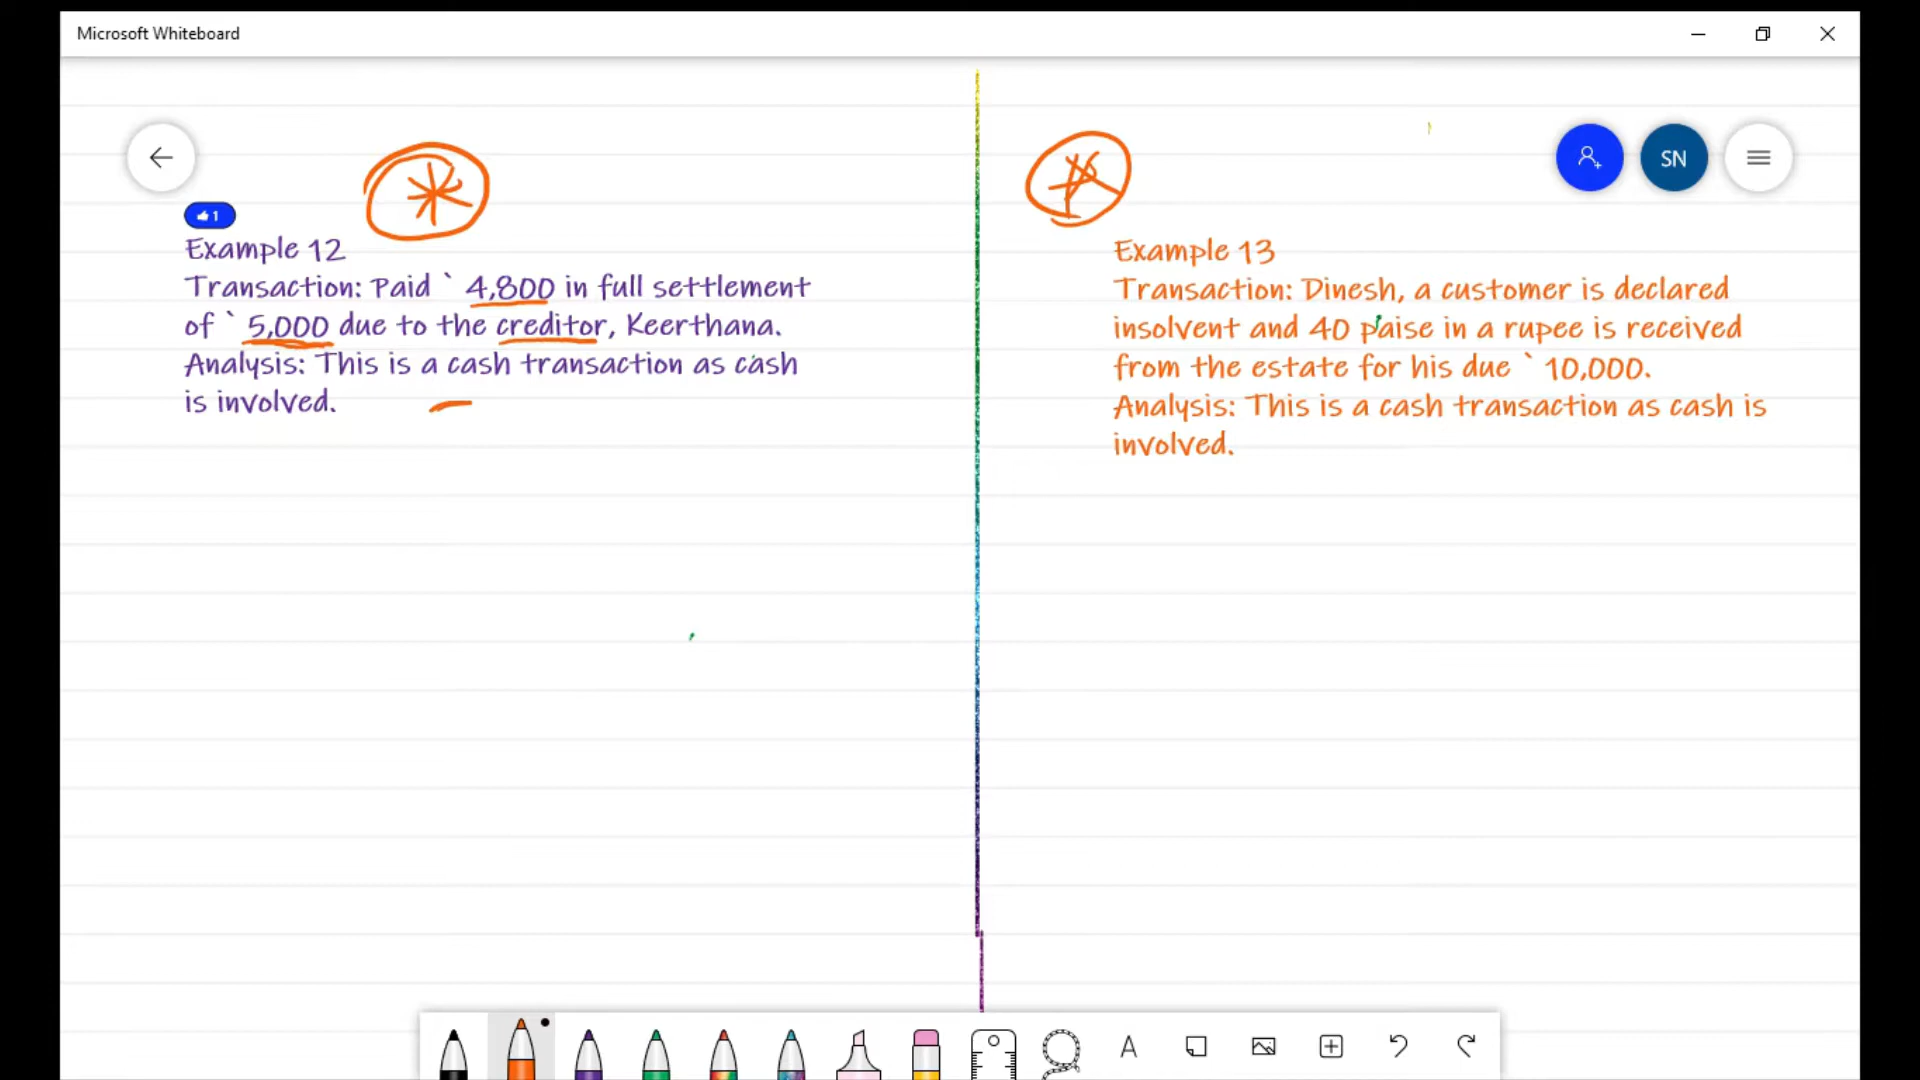 Microsoft Whiteboard
SN
1
Example 12
Transaction: Paid ` 4,800 in full settlement
of ` 5,000 due to the creditor, Keerthana.
Analysis: This is a cash transaction as cash
is involved.
Example 13
Transaction: Dinesh, a customer is declared
insolvent and 40 paise in a rupee is received
from the estate for his due ` 10,000.
Analysis: This is a cash transaction as cash is
involved.